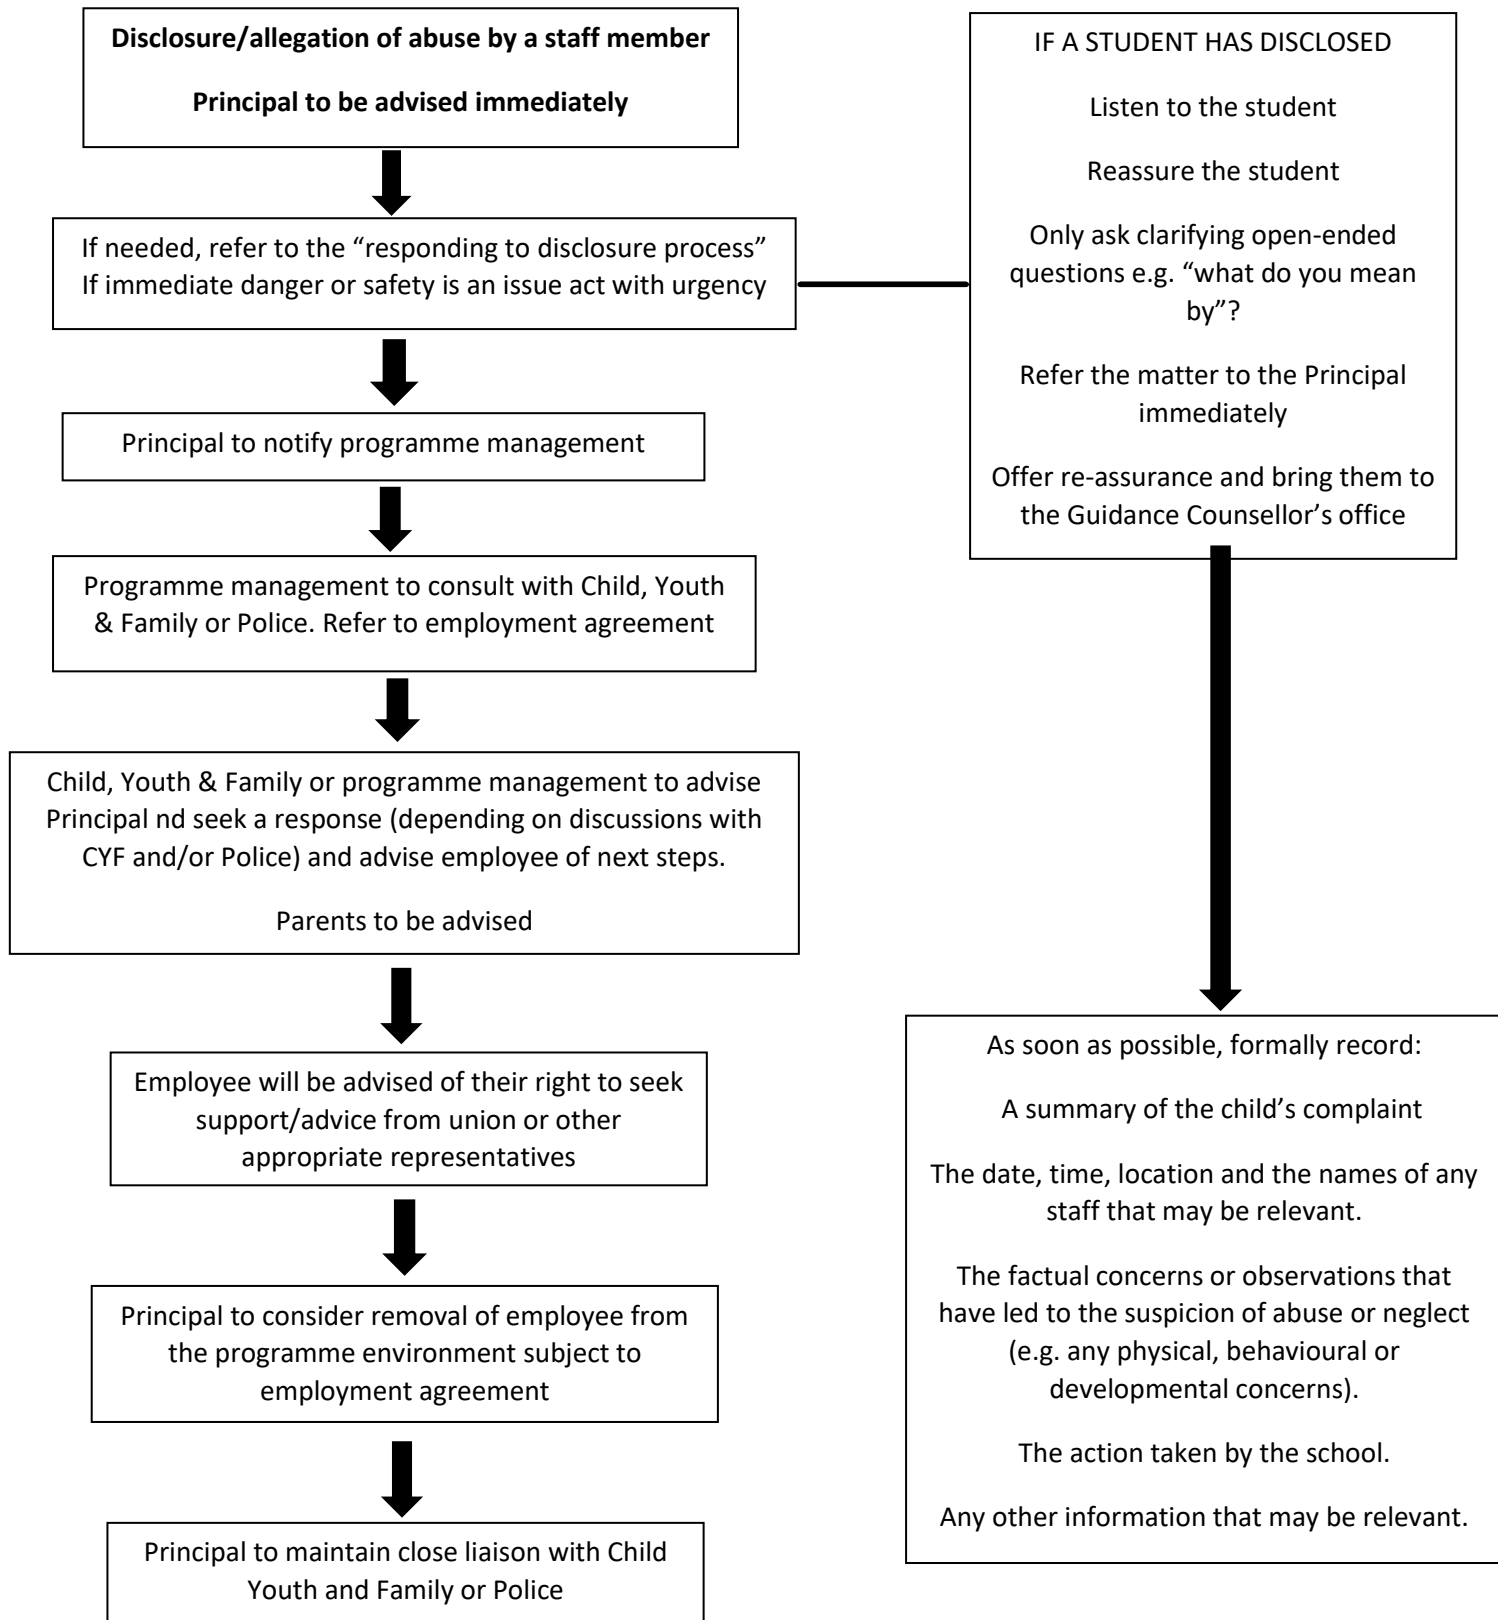 Disclosure/allegation of abuse by a staff member
Principal to be advised immediately
If needed, refer to the “responding to disclosure process”
If immediate danger or safety is an issue act with urgency
Principal to notify programme management
Programme management to consult with Child, Youth
& Family or Police. Refer to employment agreement
Child, Youth & Family or programme management to advise
Principal nd seek a response (depending on discussions with
CYF and/or Police) and advise employee of next steps.
Parents to be advised
Employee will be advised of their right to seek
support/advice from union or other
appropriate representatives
Principal to consider removal of employee from
the programme environment subject to
employment agreement
Principal to maintain close liaison with Child
Youth and Family or Police
IF A STUDENT HAS DISCLOSED
Listen to the student
Reassure the student
Only ask clarifying open-ended
questions e.g. “what do you mean
by”?
Refer the matter to the Principal
immediately
Offer re-assurance and bring them to
the Guidance Counsellor’s office
As soon as possible, formally record:
A summary of the child’s complaint
The date, time, location and the names of any
staff that may be relevant.
The factual concerns or observations that
have led to the suspicion of abuse or neglect
(e.g. any physical, behavioural or
developmental concerns).
The action taken by the school.
Any other information that may be relevant.